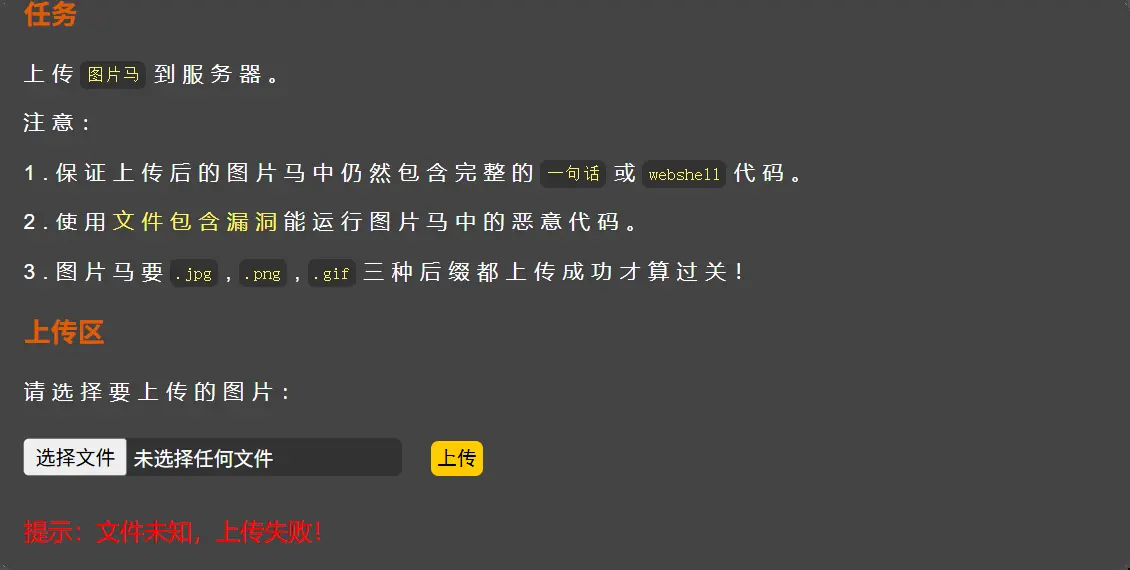 任务
上传 图片马 到服务器。
注意：
1.保证上传后的图片马中仍然包含完整的 一句话 或 webshell 代码。
2.使用文件包含漏洞能运行图片马中的恶意代码。
3.图片马要 .jpg , .png , .gif 三种后缀都上传成功才算过关！
上传区
请选择要上传的图片：
选择文件 未选择任何文件 上传
提示：文件未知，上传失败！